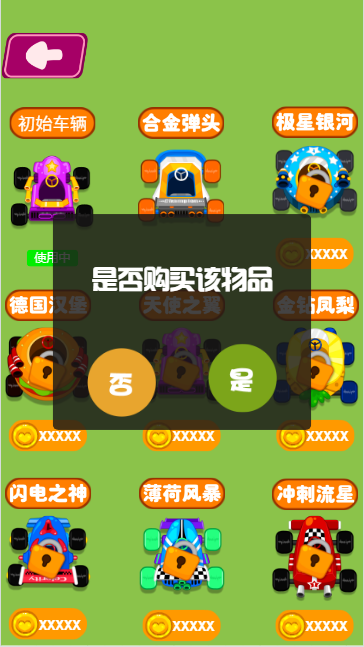 初始车辆
合金弹头
极星银河
使用中
xxxxx
是否购买该物品
德国汉堡
天使之翼
金钻凤梨
否
是
xxxxx
xxxxx
xxxxx
闪电之神
薄荷风暴
冲刺流星
xxxxx
xxxxx
xxxxx